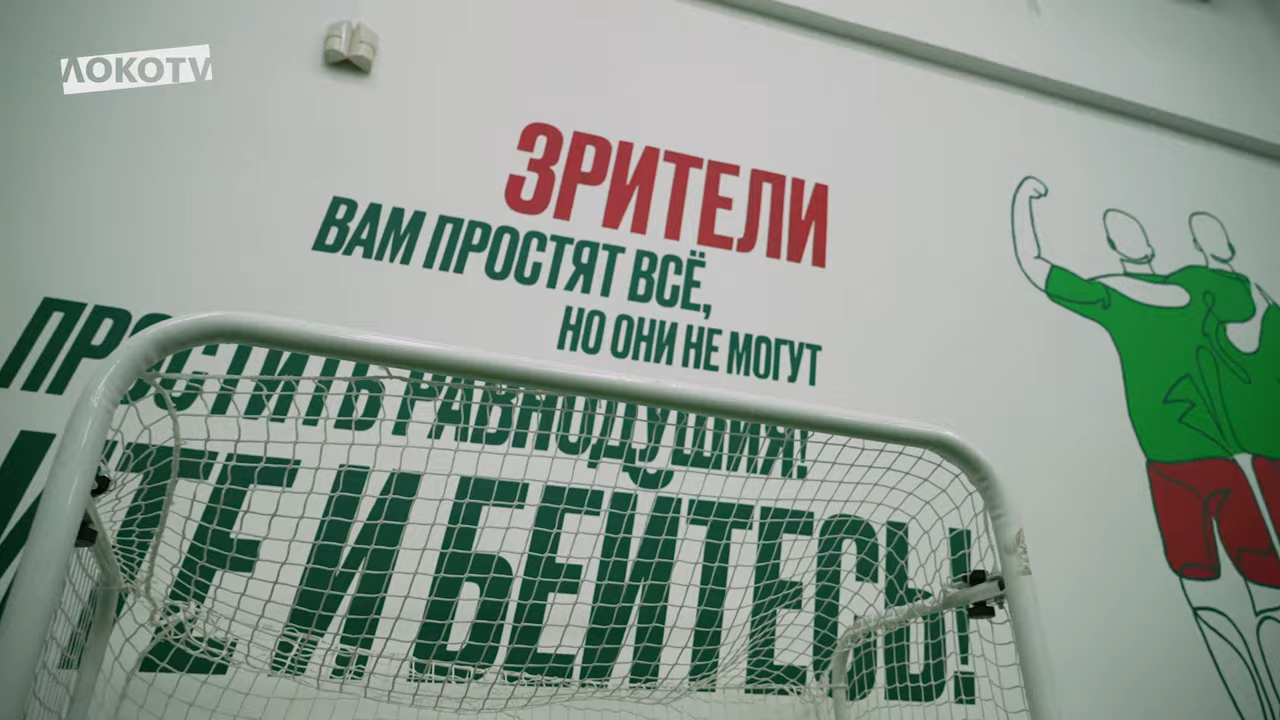 ЛОКОTV
ЗРИТЕЛИ
ВАМ ПРОСТЯТ ВСЁ,
НО ОНИ НЕ МОГУТ
ПРОСТИТЬ РАВНОДУШИЯ!
И БЕЙТЕСЬ!